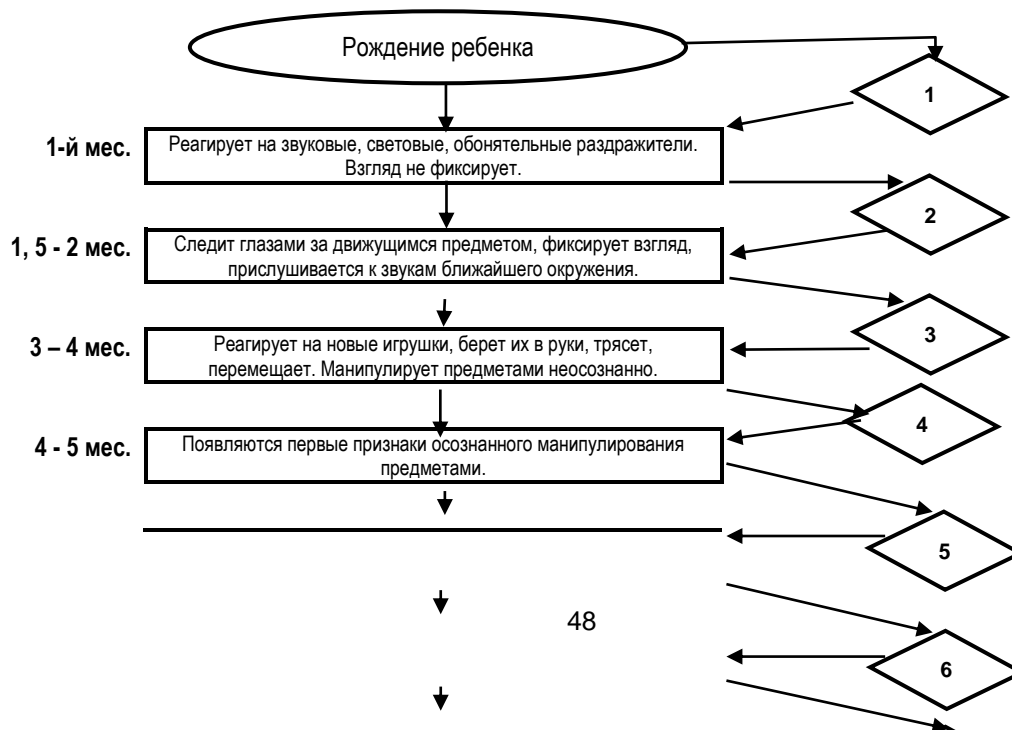 Рождение ребенка
1
1-й мес.
Реагирует на звуковые, световые, обонятельные раздражители.
Взгляд не фиксирует.
2
1, 5 - 2 мес.
Следит глазами за движущимся предметом, фиксирует взгляд,
прислушивается к звукам ближайшего окружения.
3
3 – 4 мес.
Реагирует на новые игрушки, берет их в руки, трясет,
перемещает. Манипулирует предметами неосознанно.
4
4 - 5 мес.
Появляются первые признаки осознанного манипулирования
предметами.
5
48
6